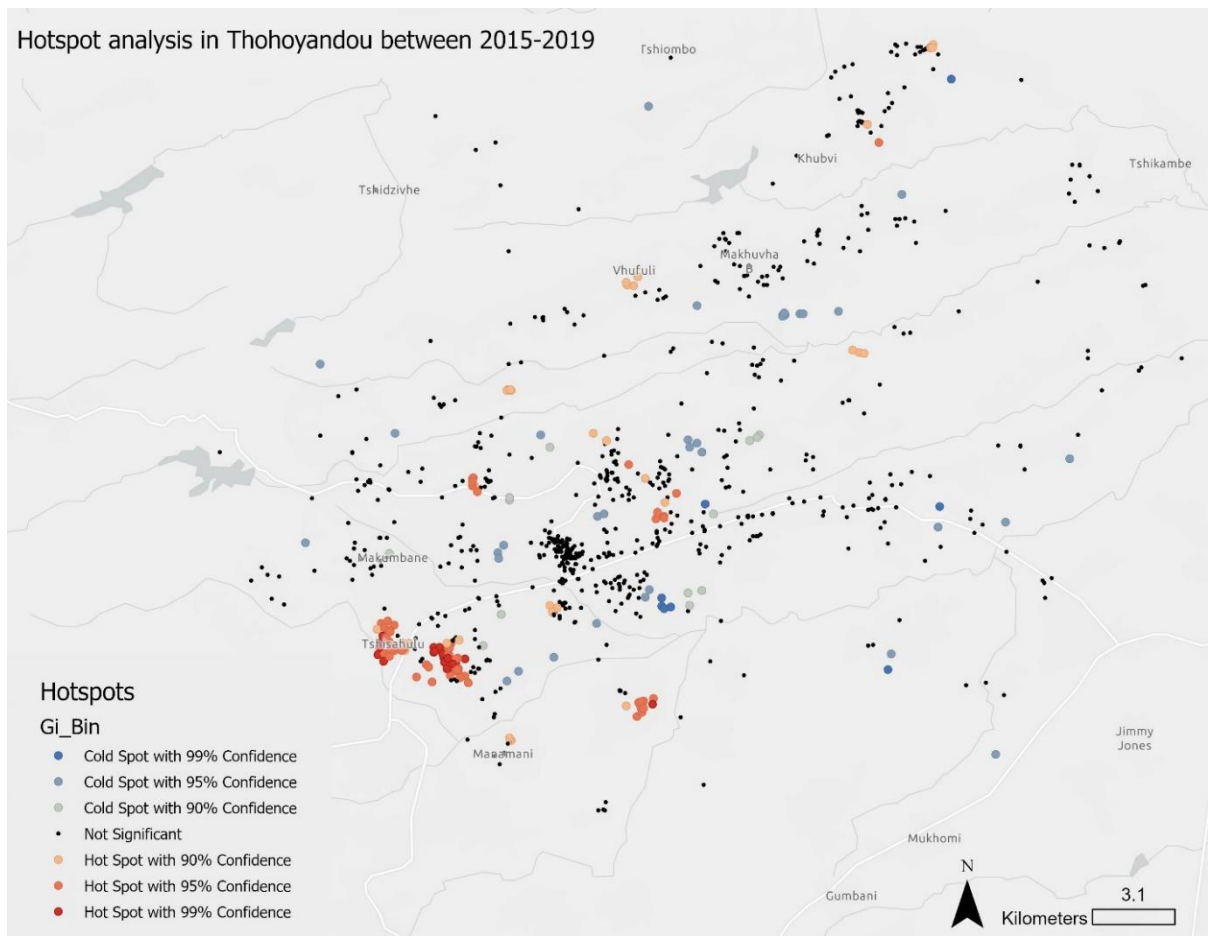 Hotspot analysis in Thohoyandou between 2015-2019
Tshiombo
Khubvi
Tshikambe
Tshidzivhe
Makhuvha
B
Vhufuli
Makumbane
Tshisahulu
Manamani
Jimmy
Jones
Mukhomi
Gumbani
Hotspots
Gi_Bin
Cold Spot with 99% Confidence
Cold Spot with 95% Confidence
Cold Spot with 90% Confidence
Not Significant
Hot Spot with 90% Confidence
Hot Spot with 95% Confidence
Hot Spot with 99% Confidence
N
3.1
Kilometers